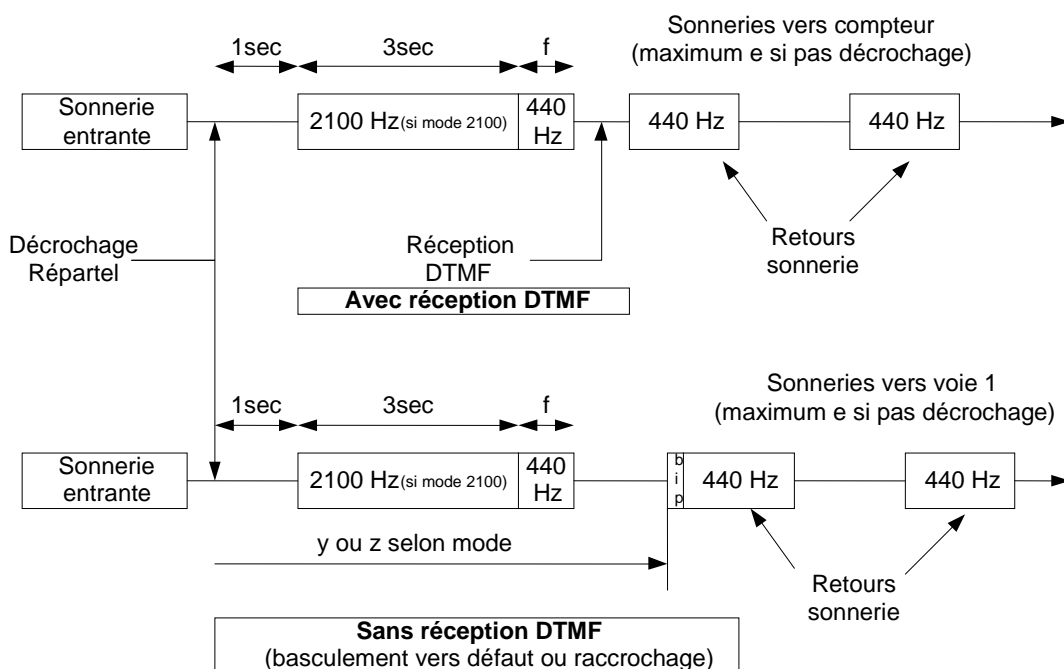 Sonneries vers compteur
(maximum e si pas décrochage)
1sec
3sec
f
Sonnerie
entrante
2100 Hz(si mode 2100)
440
Hz
440 Hz
440 Hz
Décrochage
Répartel
Réception
DTMF
Retours
sonnerie
Avec réception DTMF
Sonneries vers voie 1
(maximum e si pas décrochage)
1sec
3sec
f
Sonnerie
entrante
2100 Hz(si mode 2100)
440
Hz
b
i
p
440 Hz
440 Hz
y ou z selon mode
Retours
sonnerie
Sans réception DTMF
(basculement vers défaut ou raccrochage)